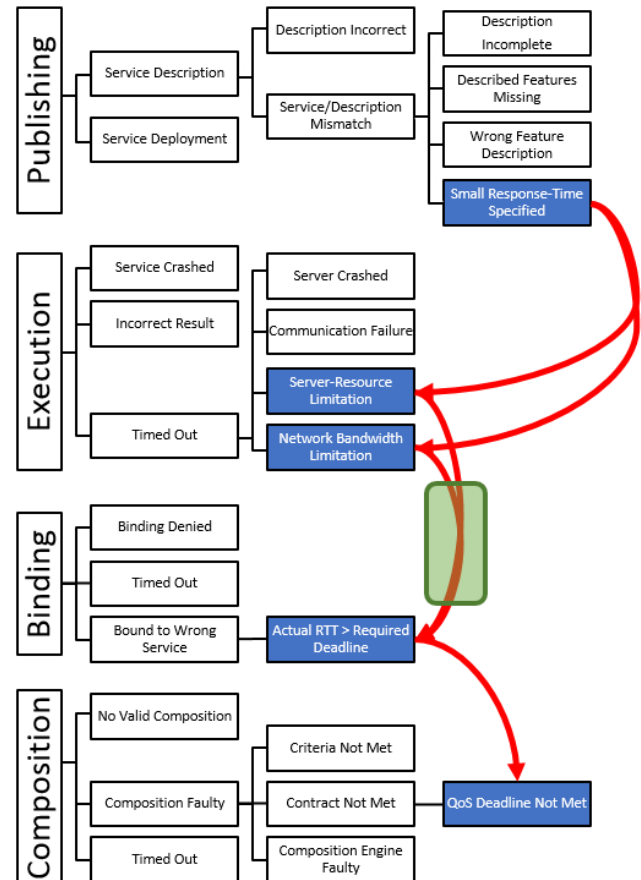 Publishing
Service Description
Service Deployment
Description Incorrect
Service/Description
Mismatch
Description
Incomplete
Described Features
Missing
Wrong Feature
Description
Small Response-Time
Specified
Execution
Service Crashed
Incorrect Result
Timed Out
Server Crashed
Communication Failure
Server-Resource
Limitation
Network Bandwidth
Limitation
Binding
Binding Denied
Timed Out
Bound to Wrong
Service
Actual RTT > Required
Deadline
Composition
No Valid Composition
Composition Faulty
Timed Out
Criteria Not Met
Contract Not Met
Composition Engine
Faulty
QoS Deadline Not Met